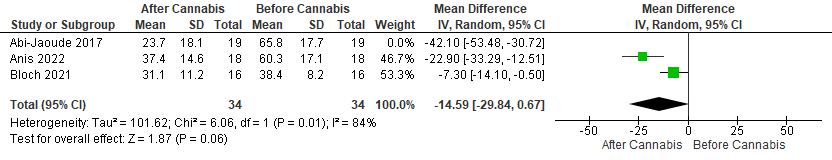 After Cannabis Before Cannabis Mean Difference Mean Difference
Study or Subgroup Mean SD Total Mean SD Total Weight IV, Random, 95% CI IV, Random, 95% CI
Abi-Jaoude 2017 23.7 18.1 19 65.8 17.7 19 0.0% -42.10 [-53.48, -30.72]
Anis 2022 37.4 14.6 18 60.3 17.1 18 46.7% -22.90 [-33.29, -12.51]
Bloch 2021 31.1 11.2 16 38.4 8.2 16 53.3% -7.30 [-14.10, -0.50]
Total (95% CI) 34 34 100.0% -14.59 [-29.84, 0.67]
Heterogeneity: Tau² = 101.62; Chi² = 6.06, df = 1 (P = 0.01); I² = 84%
Test for overall effect: Z = 1.87 (P = 0.06)
-50 -25 0 25 50
After Cannabis Before Cannabis